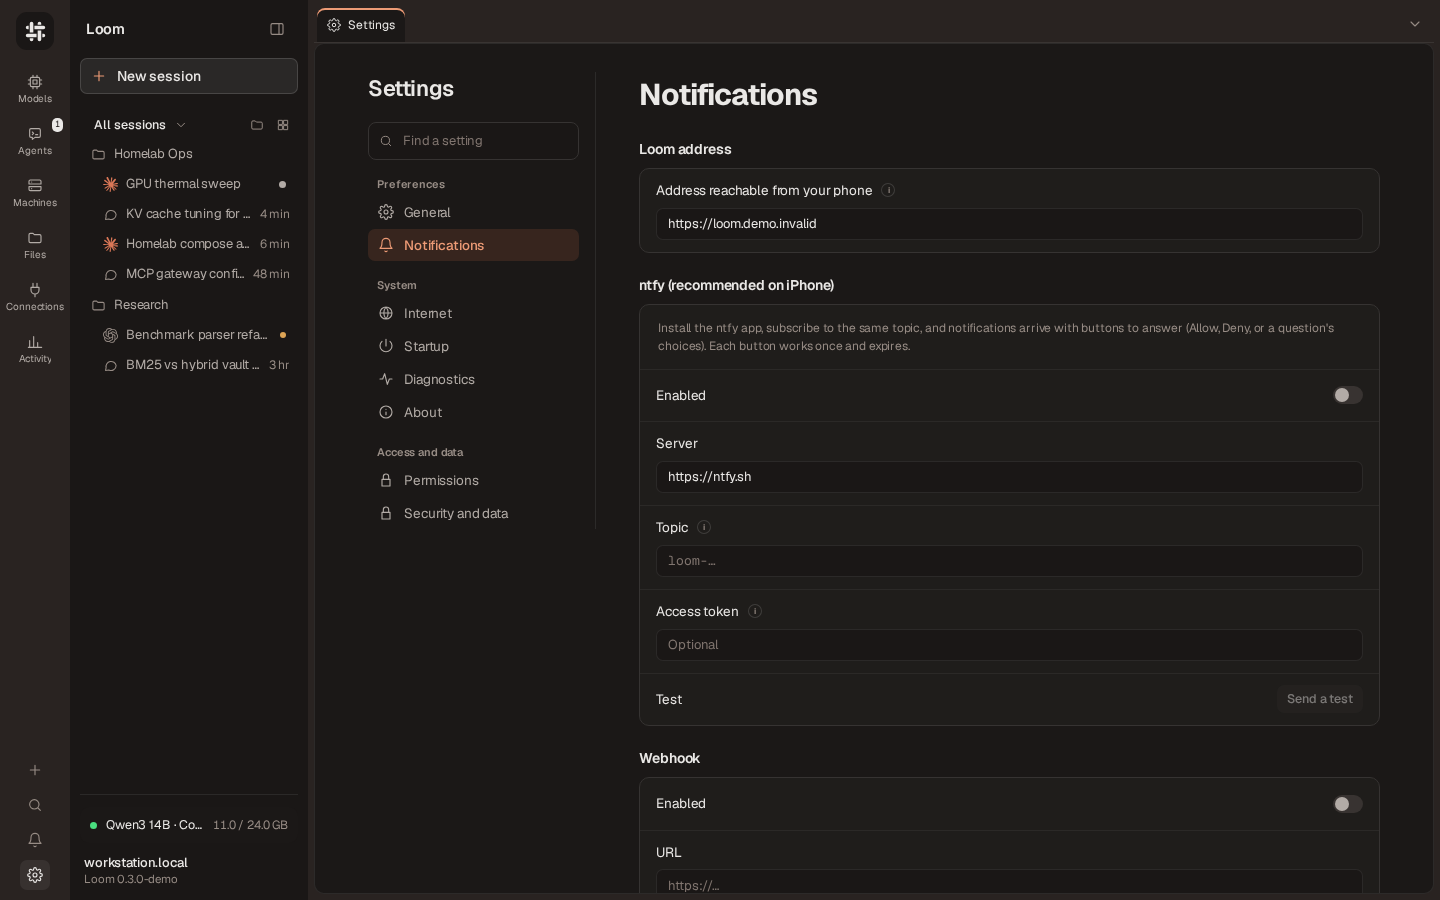 Loom
Settings
New session
Models
Agents
1
Machines
Files
Connections
Activity
All sessions
Homelab Ops
GPU thermal sweep
KV cache tuning for ... 4 min
Homelab compose a... 6 min
MCP gateway confi... 48 min
Research
Benchmark parser refa...
BM25 vs hybrid vault ... 3 hr
Qwen3 14B · Co... 11.0 / 24.0 GB
workstation.local
Loom 0.3.0-demo
Settings
Find a setting
Preferences
General
Notifications
System
Internet
Startup
Diagnostics
About
Access and data
Permissions
Security and data
Notifications
Loom address
Address reachable from your phone
https://loom.demo.invalid
ntfy (recommended on iPhone)
Install the ntfy app, subscribe to the same topic, and notifications arrive with buttons to answer (Allow, Deny, or a question's
choices). Each button works once and expires.
Enabled
Server
https://ntfy.sh
Topic
loom-…
Access token
Optional
Test
Send a test
Webhook
Enabled
URL
https://…